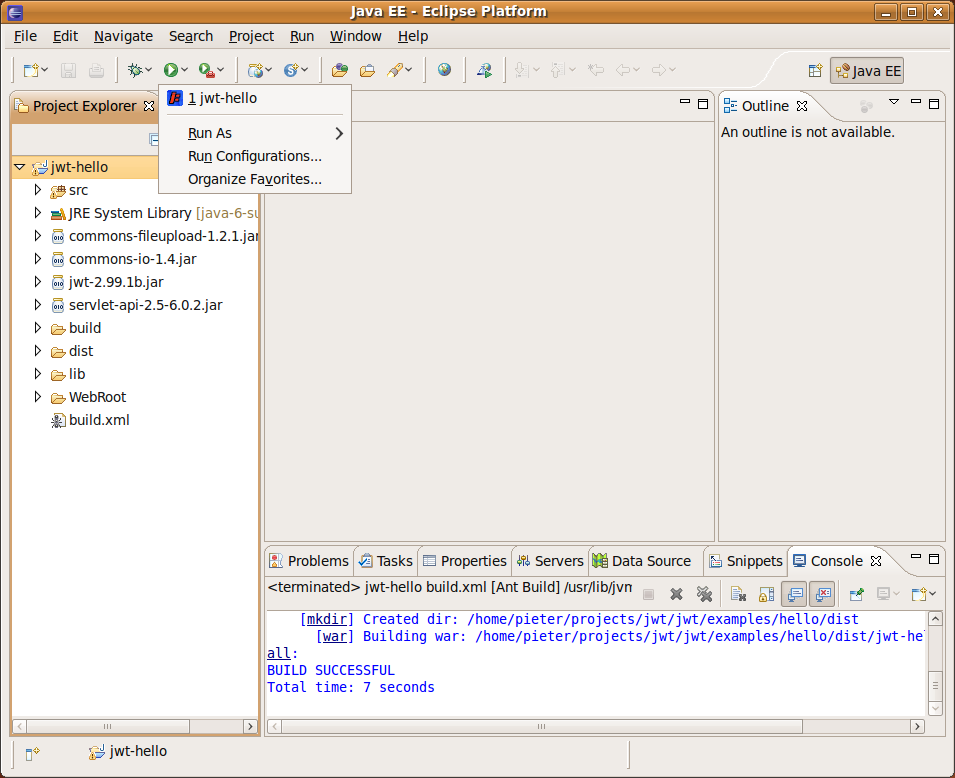 Java EE - Eclipse Platform
File Edit Navigate Search Project Run Window Help
Java EE
Project Explorer
1 jwt-hello
Run As
Run Configurations...
Organize Favorites...
Outline
An outline is not available.
jwt-hello
src
JRE System Library [java-6-su
commons-fileupload-1.2.1.jar
commons-io-1.4.jar
jwt-2.99.1b.jar
servlet-api-2.5-6.0.2.jar
build
dist
lib
WebRoot
build.xml
Problems Tasks Properties Servers Data Source Snippets Console
<terminated> jwt-hello build.xml [Ant Build] /usr/lib/jvm
[mkdir] Created dir: /home/pieter/projects/jwt/jwt/examples/hello/dist
[war] Building war: /home/pieter/projects/jwt/jwt/examples/hello/dist/jwt-he
all:
BUILD SUCCESSFUL
Total time: 7 seconds
jwt-hello